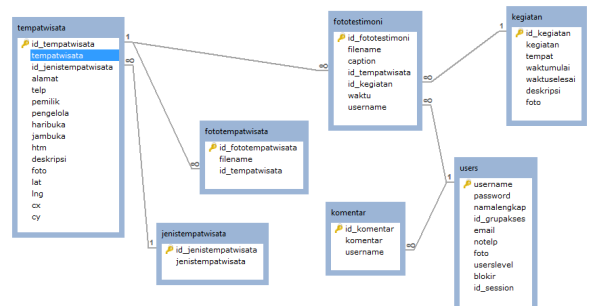 tempatwisata
id_tempatwisata
tempatwisata
id_jenistempatwisata
alamat
telp
pemilik
pengelola
haribuka
jambuka
htm
deskripsi
foto
lat
lng
cx
cy
1
∞
fototempatwisata
id_fototempatwisata
filename
id_tempatwisata
∞
jenistempatwisata
id_jenistempatwisata
jenistempatwisata
1
fototestimoni
id_fototestimoni
filename
caption
id_tempatwisata
id_kegiatan
waktu
username
∞
∞
∞
komentar
id_komentar
komentar
username
∞
kegiatan
id_kegiatan
kegiatan
tempat
waktumulai
waktuselesai
deskripsi
foto
1
users
username
password
namalengkap
id_grupakses
email
notelp
foto
userslevel
blokir
id_session
1